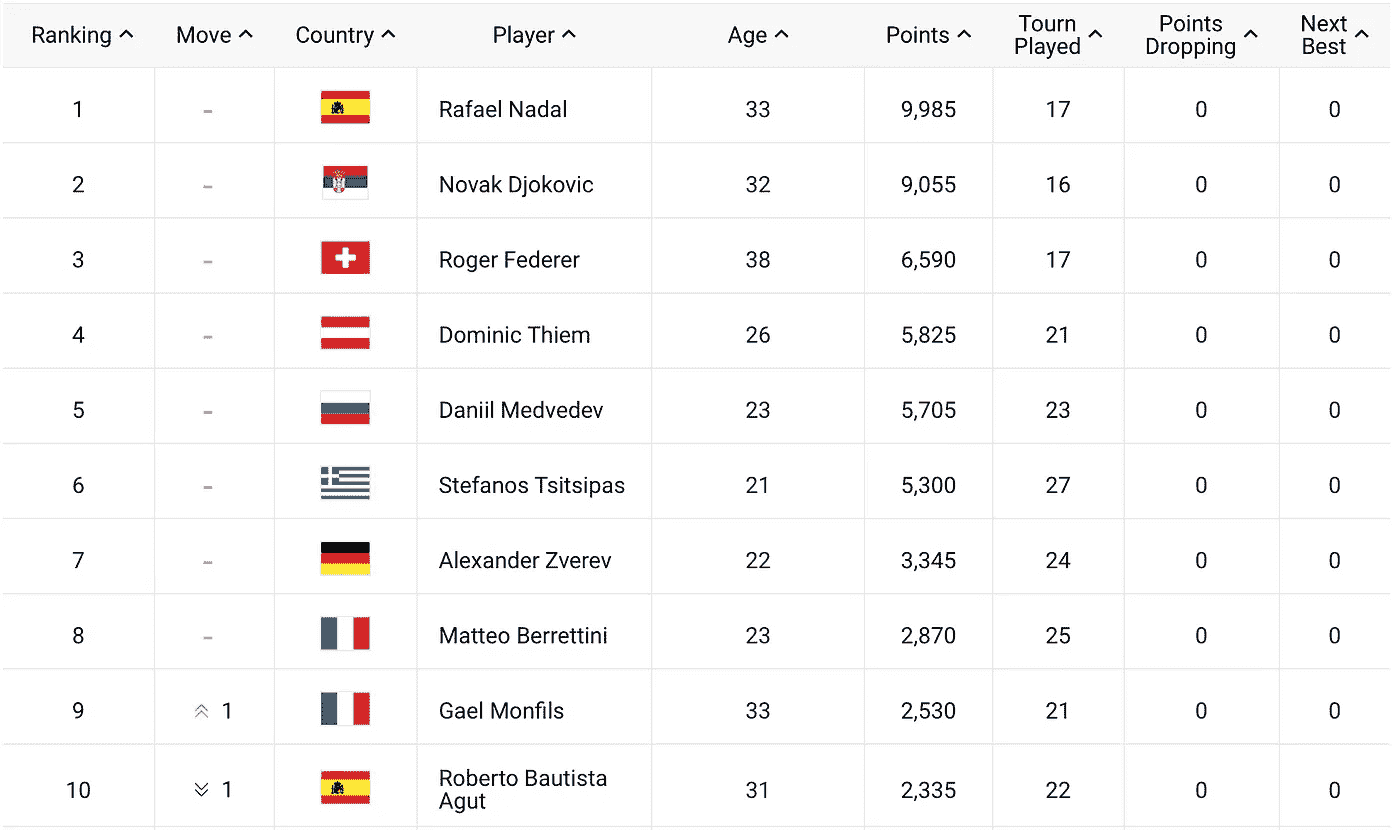 Ranking Move Country Player Age Points Tourn Played Points Dropping Next Best
1 - Rafael Nadal 33 9,985 17 0 0
2 - Novak Djokovic 32 9,055 16 0 0
3 - Roger Federer 38 6,590 17 0 0
4 - Dominic Thiem 26 5,825 21 0 0
5 - Daniil Medvedev 23 5,705 23 0 0
6 - Stefanos Tsitsipas 21 5,300 27 0 0
7 - Alexander Zverev 22 3,345 24 0 0
8 - Matteo Berrettini 23 2,870 25 0 0
9 1 Gael Monfils 33 2,530 21 0 0
10 1 Roberto Bautista Agut 31 2,335 22 0 0